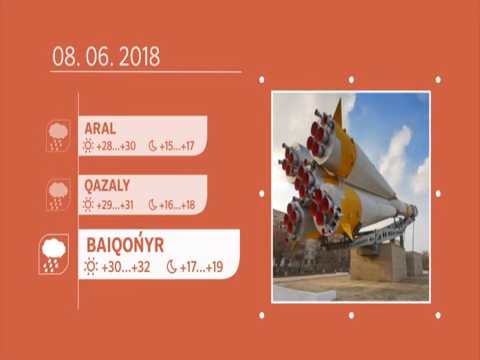 08. 06. 2018
ARAL
+28...+30 +15...+17
QAZALY
+29...+31 +16...+18
BAIQOŃYR
+30...+32 +17...+19